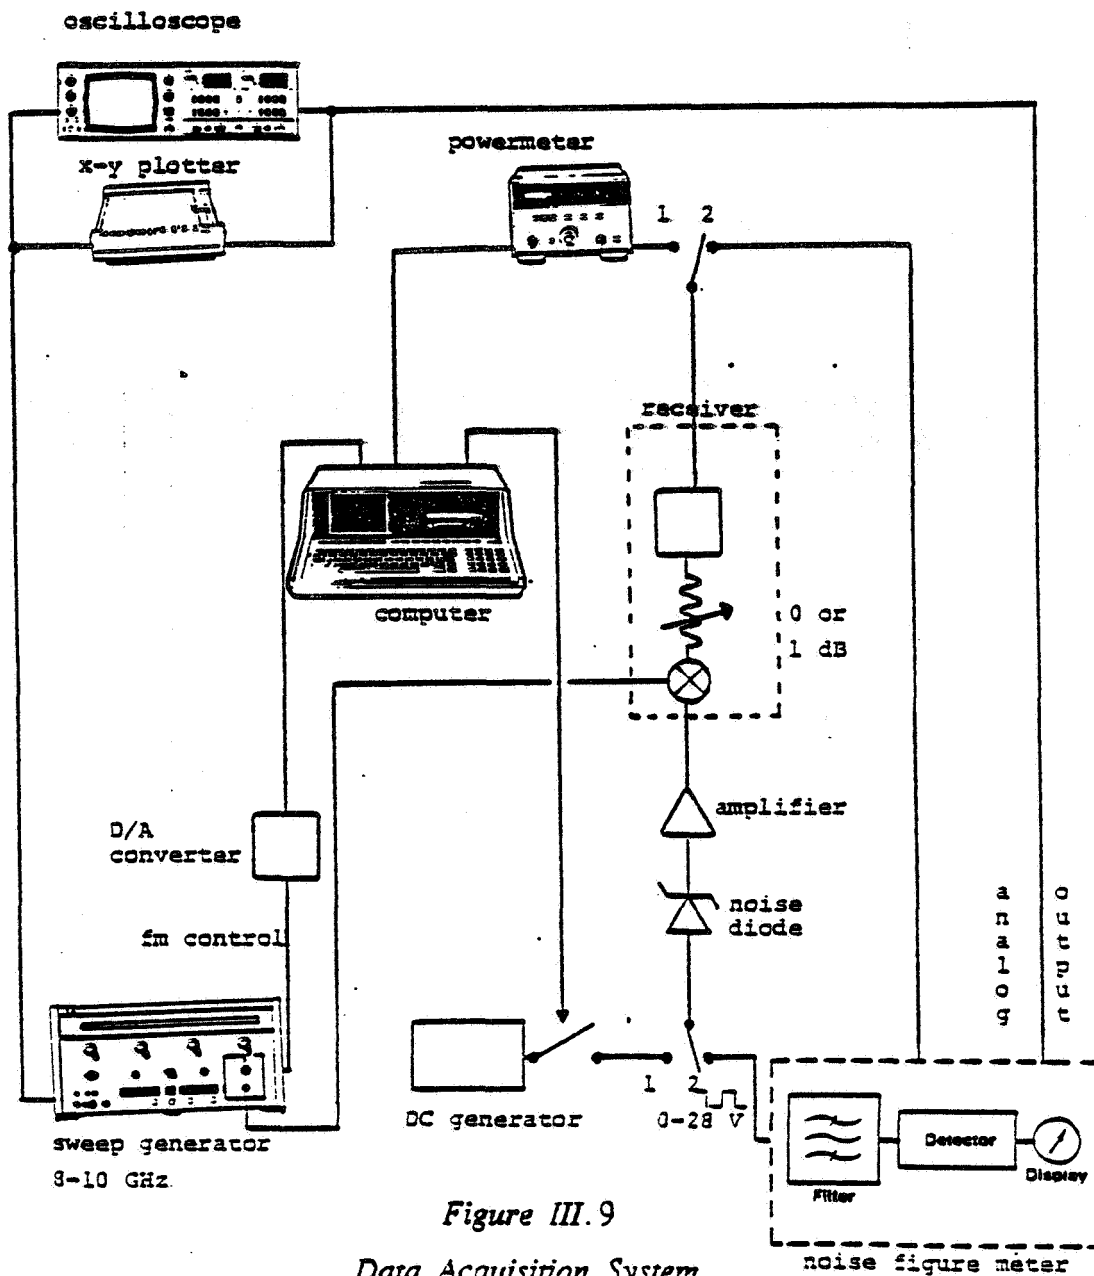 oscilloscope
x-y plotter
powermeter
1 2
receiver
0 or
1 dB
computer
amplifier
D/A
converter
noise
diode
fm control
analog
output
1 2
0-28 V
DC generator
sweep generator
8-10 GHz
Filter
Detector
Display
noise figure meter
Figure III.9
Data Acquisition System